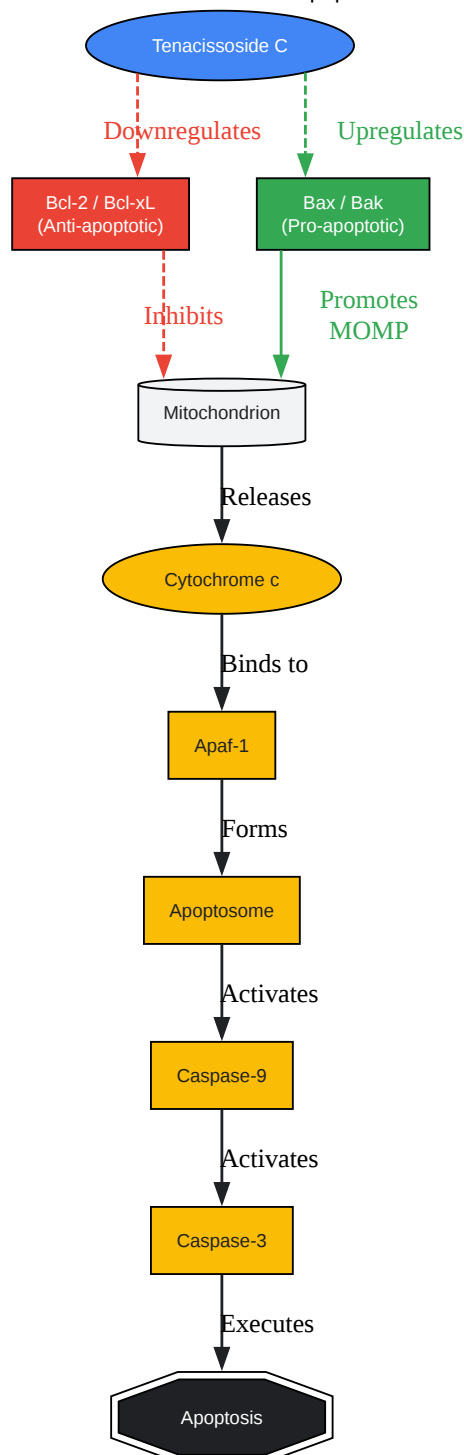 Tenacissoside C
Downregulates
Upregulates
Bcl-2 / Bcl-xL
(Anti-apoptotic)
Bax / Bak
(Pro-apoptotic)
Inhibits
Promotes
MOMP
Mitochondrion
Releases
Cytochrome c
Binds to
Apaf-1
Forms
Apoptosome
Activates
Caspase-9
Activates
Caspase-3
Executes
Apoptosis